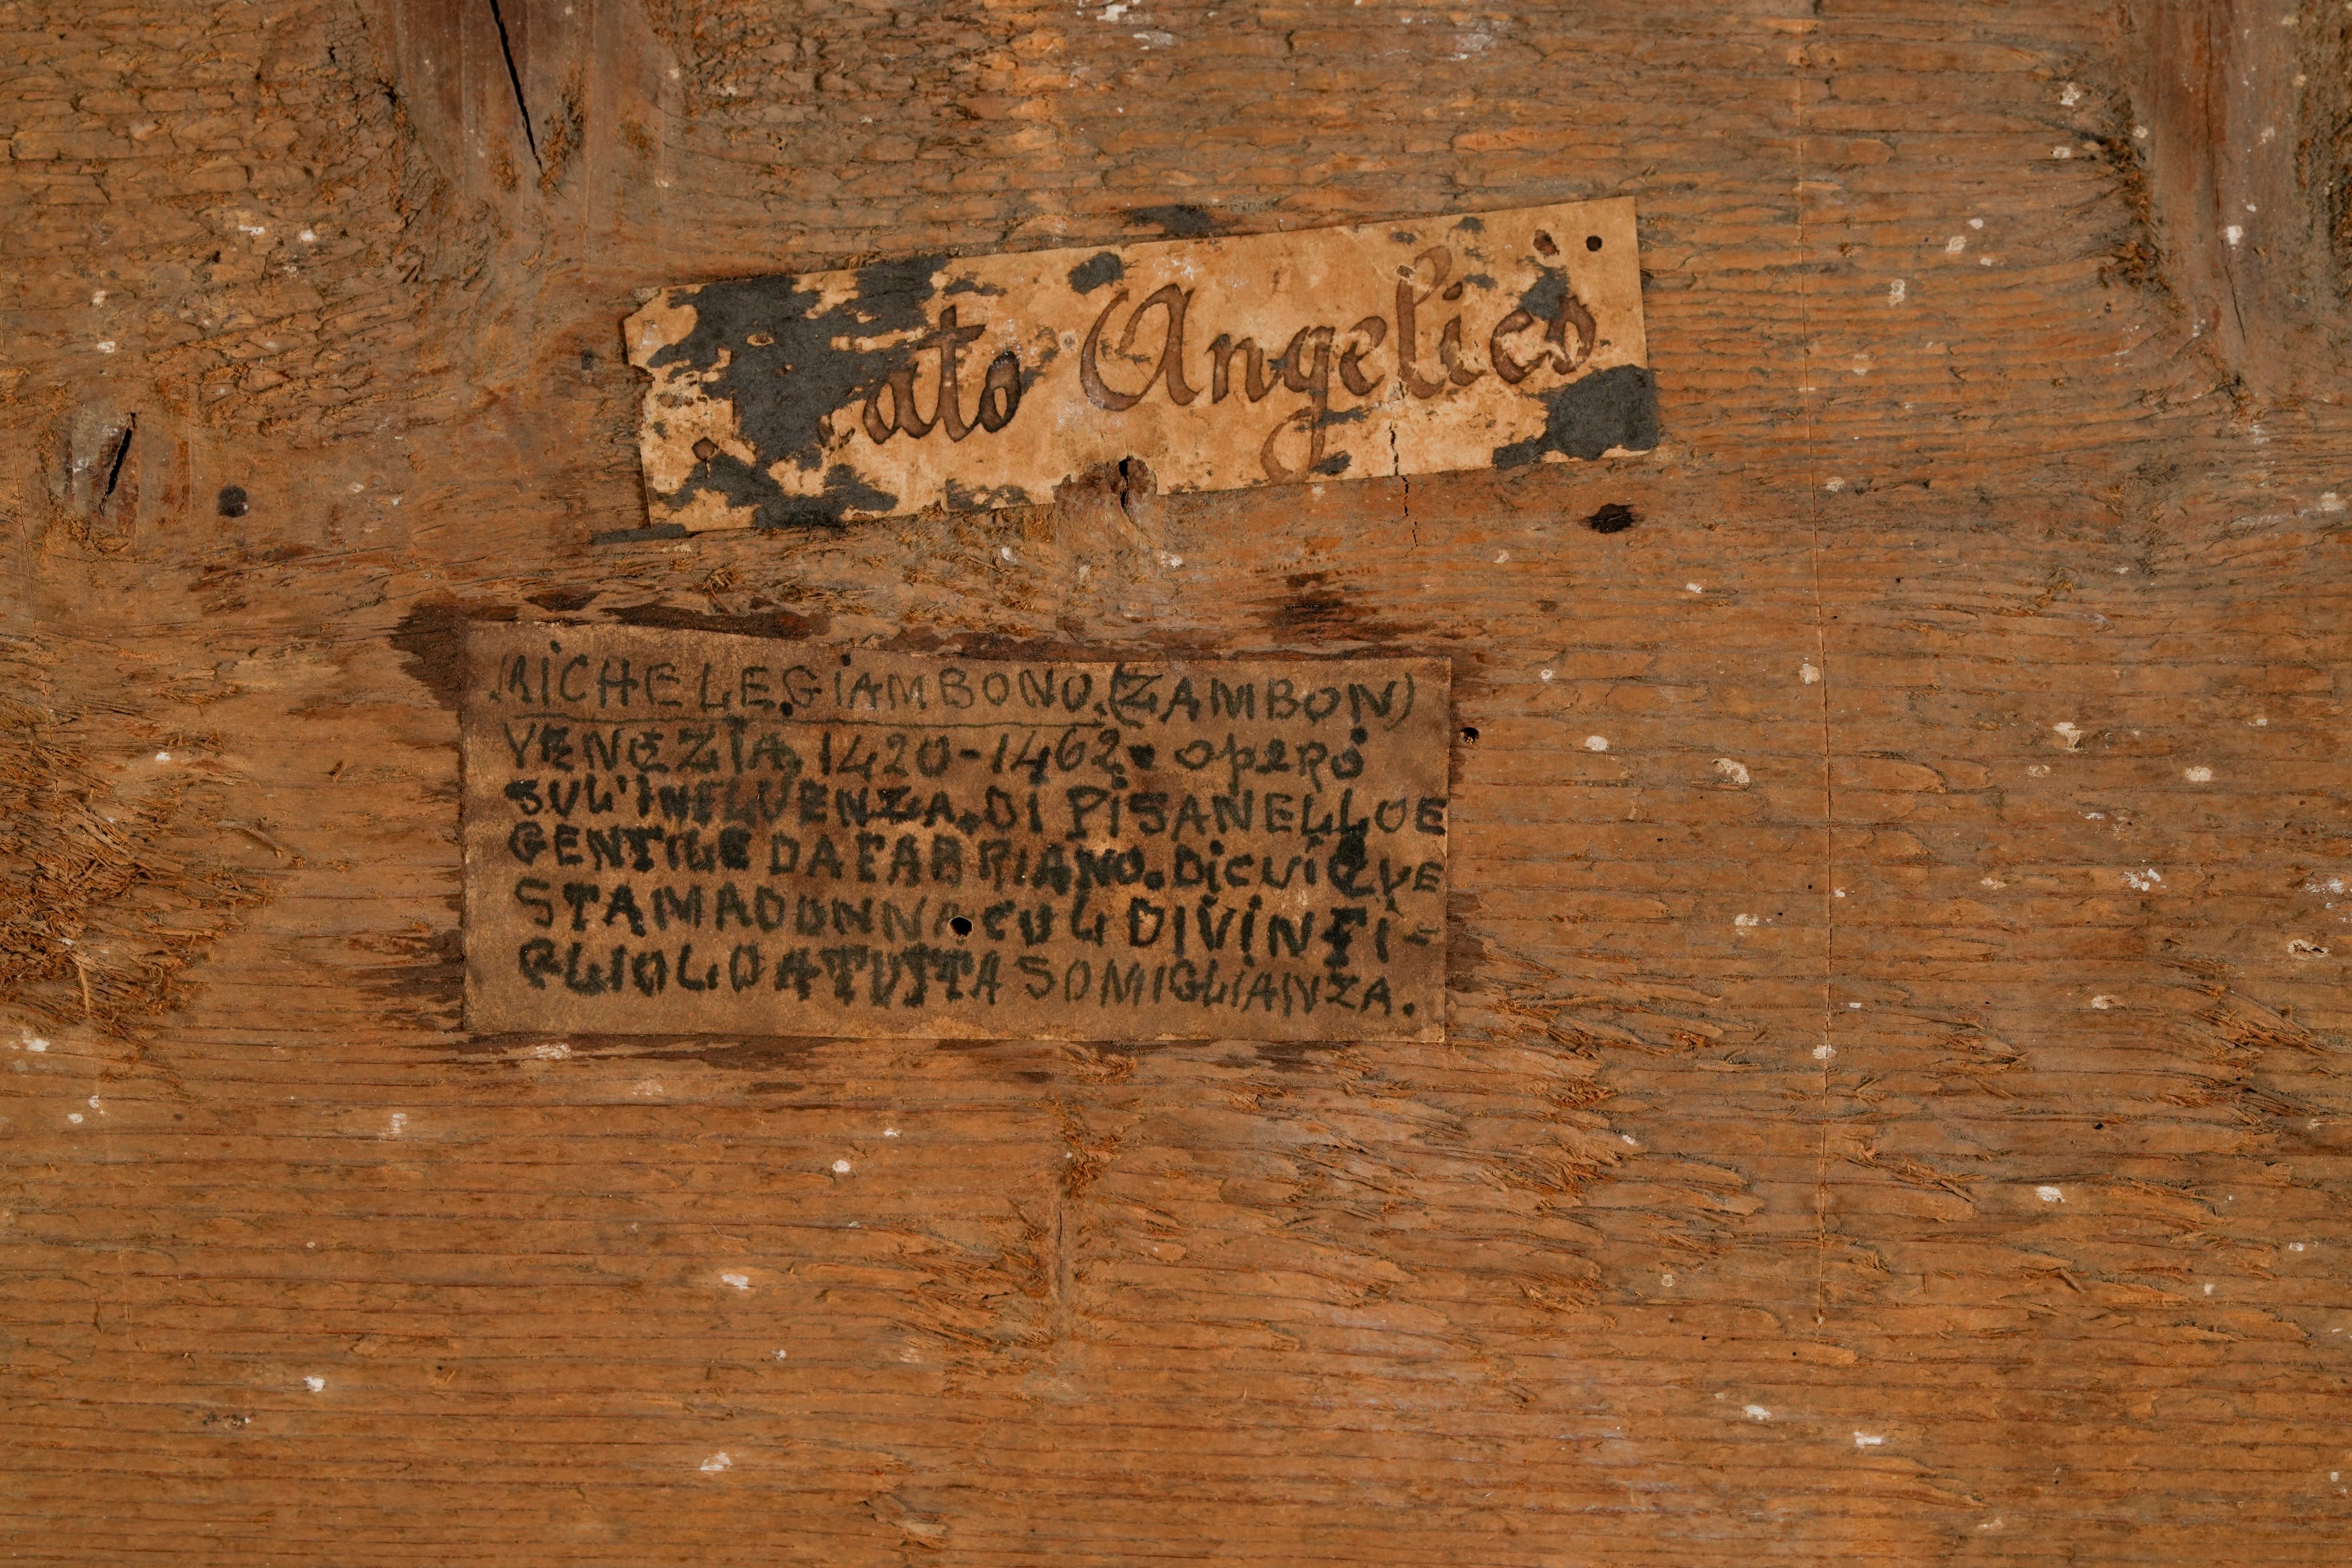 ato Angelico
MICHELE GIAMBONO. (ZAMBON)
VENEZIA, 1420-1462. operò
SUL'INFLUENZA. DI PISANELLO E
GENTILE DA FABRIANO. DI CUI QUE
STA MADONNA COL DIVIN FI-
GLIOLO A TUTTA SOMIGLIANZA.